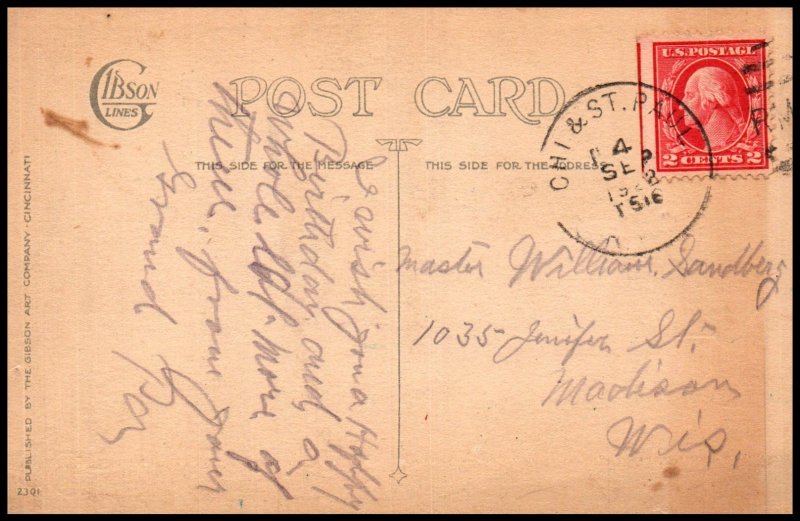 GIBSON
LINES
POST CARD
THIS SIDE FOR THE MESSAGE
THIS SIDE FOR THE ADDRESS
U.S. POSTAGE
2 CENTS 2
CHI & ST. PAUL
4
SEP
T516
R.M
I wish you a Happy
Birthday and a
whole lot more of
them. from your
Grand Pa
Master William Sandberg
1035 Jenifer St.
Madison
Wis,
PUBLISHED BY THE GIBSON ART COMPANY · CINCINNATI
2301